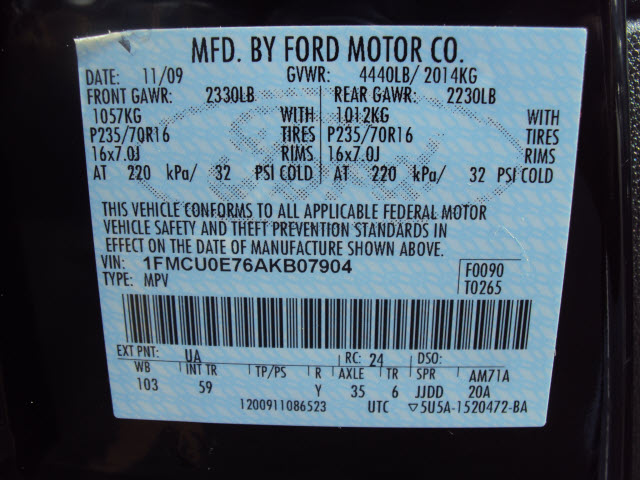 MFD. BY FORD MOTOR CO.
DATE: 11/09 GVWR: 4440LB/ 2014KG
FRONT GAWR: 2330LB REAR GAWR: 2230LB
1057KG WITH 1012KG WITH
P235/70R16 TIRES P235/70R16 TIRES
16x7.0J RIMS 16x7.0J RIMS
AT 220 kPa/ 32 PSI COLD AT 220 kPa/ 32 PSI COLD
THIS VEHICLE CONFORMS TO ALL APPLICABLE FEDERAL MOTOR
VEHICLE SAFETY AND THEFT PREVENTION STANDARDS IN
EFFECT ON THE DATE OF MANUFACTURE SHOWN ABOVE.
VIN: 1FMCU0E76AKB07904 F0090
TYPE: MPV T0265
EXT PNT: UA RC: 24 DSO:
WB INT TR TP/PS R AXLE TR SPR AM71A
103 59 Y 35 6 JJDD 20A
1200911086523 UTC ▽5U5A-1520472-BA